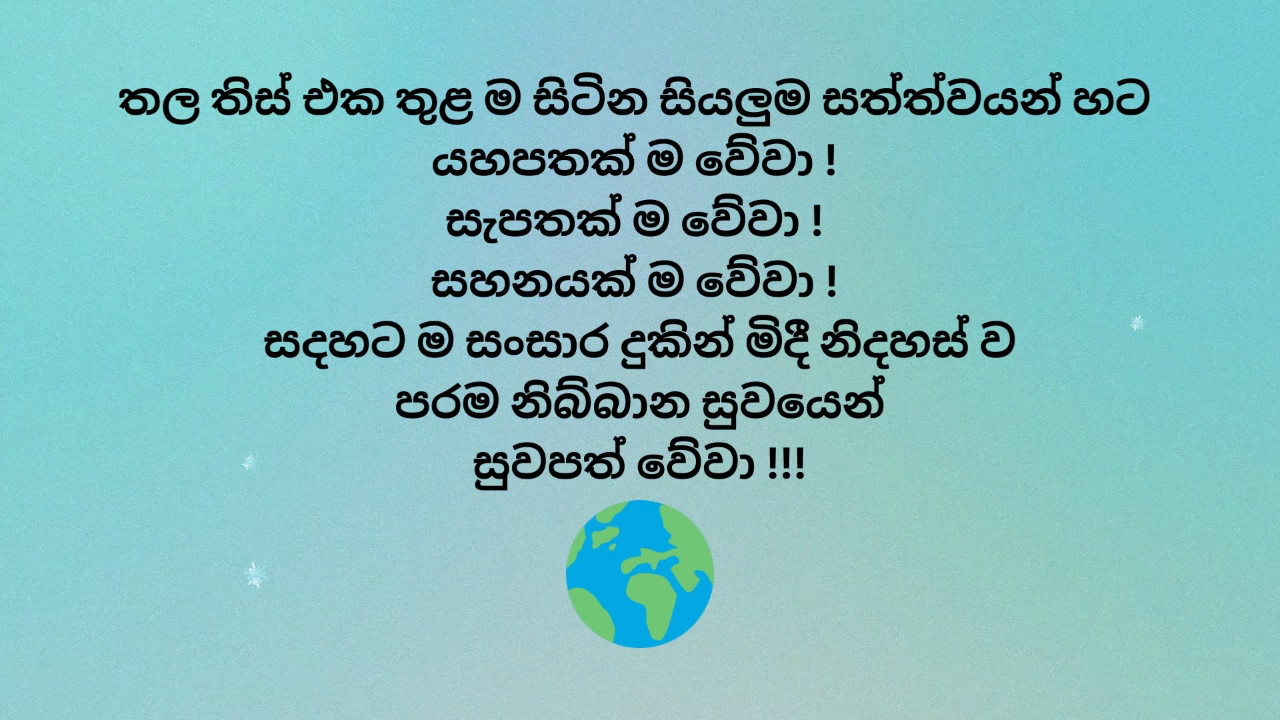 තල තිස් එක තුළ ම සිටින සියලුම සත්ත්වයන් හට
යහපතක් ම වේවා !
සැපතක් ම වේවා !
සහනයක් ම වේවා !
සදහට ම සංසාර දුකින් මිදී නිදහස් ව
පරම නිබ්බාන සුවයෙන්
සුවපත් වේවා !!!